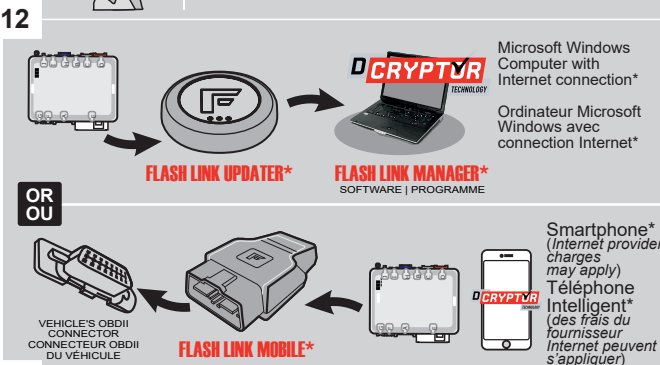 12
DCRYPTOR
TECHNOLOGY
Microsoft Windows
Computer with
Internet connection*
Ordinateur Microsoft
Windows avec
connection Internet*
FLASH LINK UPDATER*
FLASH LINK MANAGER*
SOFTWARE | PROGRAMME
OR
OU
VEHICLE'S OBDII
CONNECTOR
CONNECTEUR OBDII
DU VÉHICULE
FLASH LINK MOBILE*
DCRYPTOR
TECHNOLOGY
Smartphone*
(Internet provider
charges
may apply)
Téléphone
Intelligent*
(des frais du
fournisseur
Internet peuvent
s'appliquer)